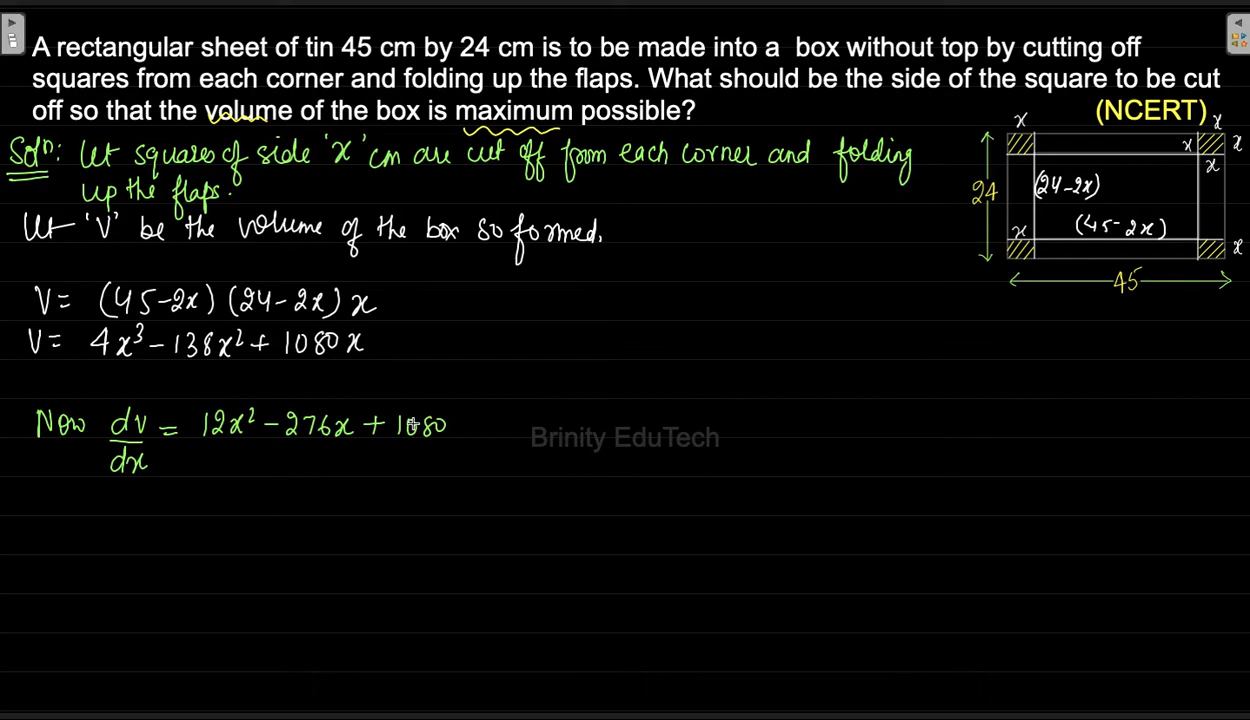 A rectangular sheet of tin 45 cm by 24 cm is to be made into a box without top by cutting off
squares from each corner and folding up the flaps. What should be the side of the square to be cut
off so that the volume of the box is maximum possible? (NCERT)
Solⁿ: Let squares of side 'x' cm are cut off from each corner and folding
up the flaps.
Let 'V' be the volume of the box so formed.
V = (45-2x) (24-2x) x
V = 4x³ - 138x² + 1080x
Now dv/dx = 12x² - 276x + 1080
x x
x x
x
24 (24-2x)
(45-2x)
x x
45
Brinity EduTech